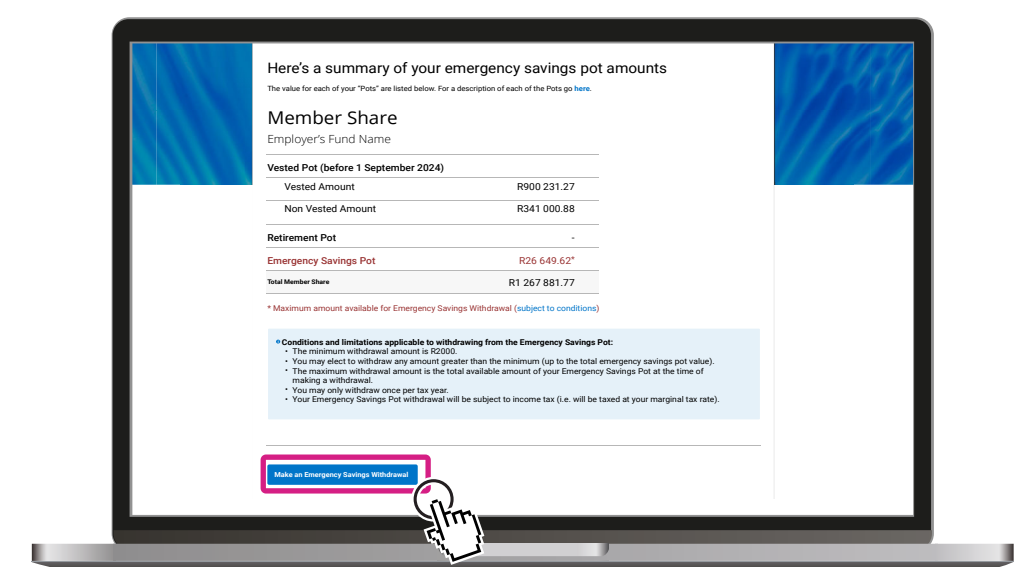 Here's a summary of your emergency savings pot amounts
The value for each of your "Pots" are listed below. For a description of each of the Pots go here.
Member Share
Employer's Fund Name
Vested Pot (before 1 September 2024)
Vested Amount R900 231.27
Non Vested Amount R341 000.88
Retirement Pot -
Emergency Savings Pot R26 649.62*
Total Member Share R1 267 881.77
* Maximum amount available for Emergency Savings Withdrawal (subject to conditions)
Conditions and limitations applicable to withdrawing from the Emergency Savings Pot:
• The minimum withdrawal amount is R2000.
• You may elect to withdraw any amount greater than the minimum (up to the total emergency savings pot value).
• The maximum withdrawal amount is the total available amount of your Emergency Savings Pot at the time of
making a withdrawal.
• You may only withdraw once per tax year.
• Your Emergency Savings Pot withdrawal will be subject to income tax (i.e. will be taxed at your marginal tax rate).
Make an Emergency Savings Withdrawal